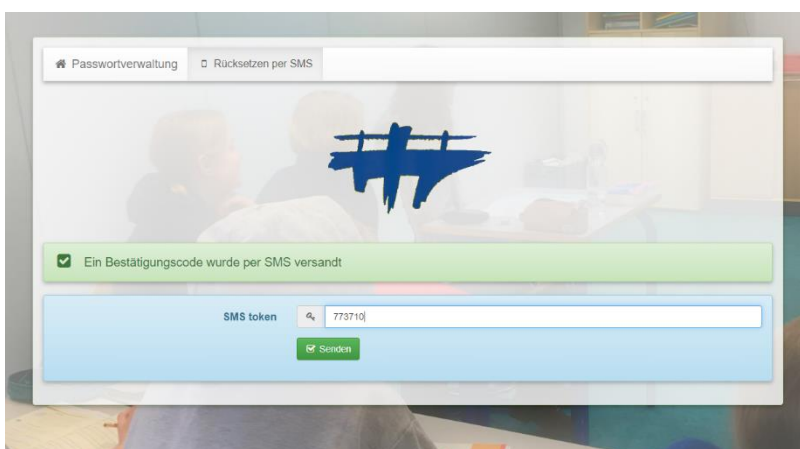 Passwortverwaltung
Rücksetzen per SMS
Ein Bestätigungscode wurde per SMS versandt
SMS token
773710
Senden